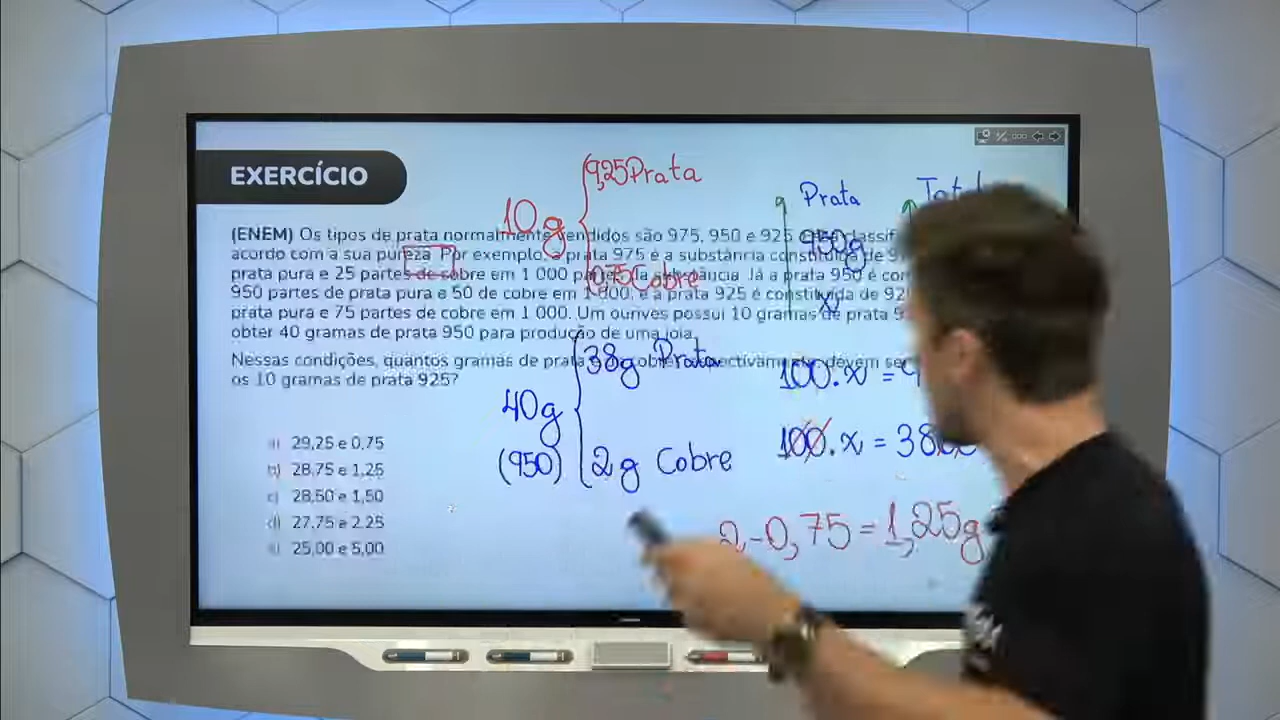 EXERCÍCIO
(ENEM) Os tipos de prata normalmente vendidos são 975, 950 e 925
acordo com a sua pureza. Por exemplo, a prata 975 é a substância constituída de
prata pura e 25 partes de cobre em 1 000 partes da substância. Já a prata 950 é
950 partes de prata pura e 50 de cobre em 1 000; e a prata 925 é constituída de
prata pura e 75 partes de cobre em 1 000. Um ourives possui 10 gramas de prata
obter 40 gramas de prata 950 para produção de uma joia.
Nessas condições, quantos gramas de prata e de cobre, respectivamente, devem
os 10 gramas de prata 925?
a) 29,25 e 0,75
b) 28,75 e 1,25
c) 28,50 e 1,50
d) 27,75 e 2,25
e) 25,00 e 5,00
10g
9,25 Prata
0,75 Cobre
40g
(950)
38g Prata
2g Cobre
Prata
Total
950g
x
100.x =
100.x = 3800
2-0,75 = 1,25g